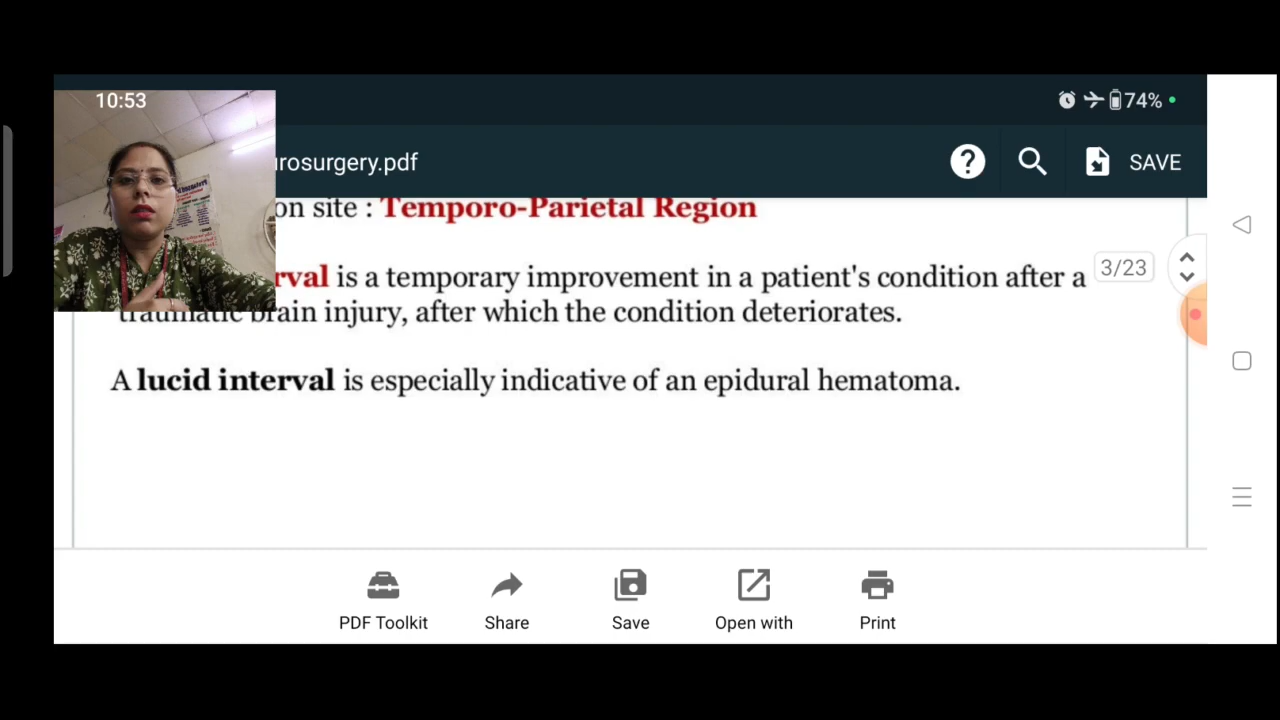 10:53
74%
urosurgery.pdf
SAVE
on site : Temporo-Parietal Region
rval is a temporary improvement in a patient's condition after a
traumatic brain injury, after which the condition deteriorates.
3/23
A lucid interval is especially indicative of an epidural hematoma.
PDF Toolkit
Share
Save
Open with
Print